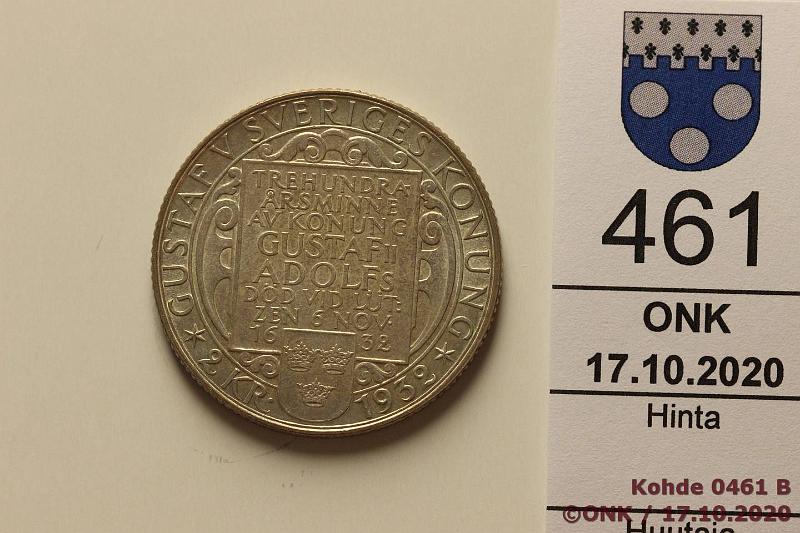 GUSTAF V SVERIGES KONUNG
TREHUNDRA-
ÅRSMINNE
AV KONUNG
GUSTAF II
ADOLFS
DÖD VID LÜT-
ZEN 6 NOV.
16 32
* 2 KR. 1932 *
461
ONK
17.10.2020
Hinta
Kohde 0461 B
©ONK / 17.10.2020
Huutaja